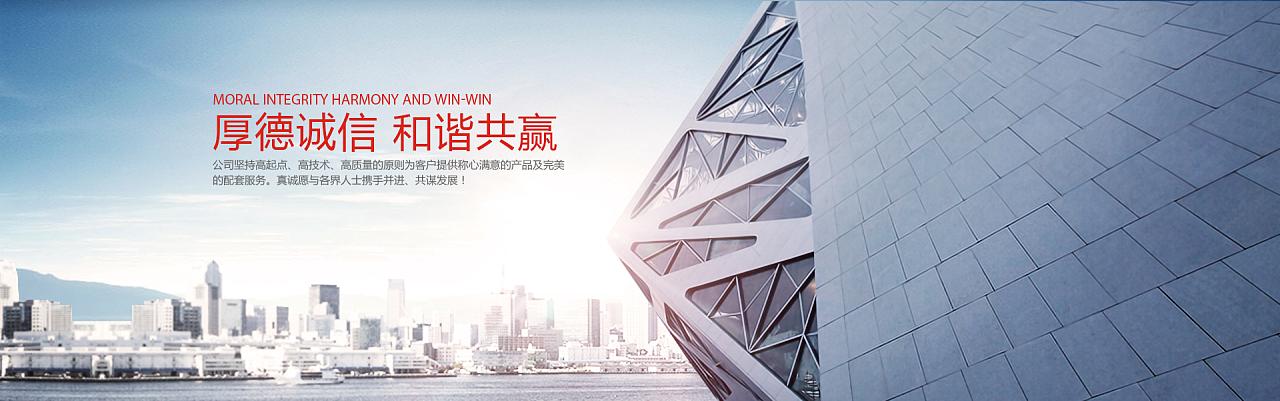 MORAL INTEGRITY HARMONY AND WIN-WIN
厚德诚信 和谐共赢
公司坚持高起点、高技术、高质量的原则为客户提供称心满意的产品及完美
的配套服务。真诚愿与各界人士携手并进、共谋发展！